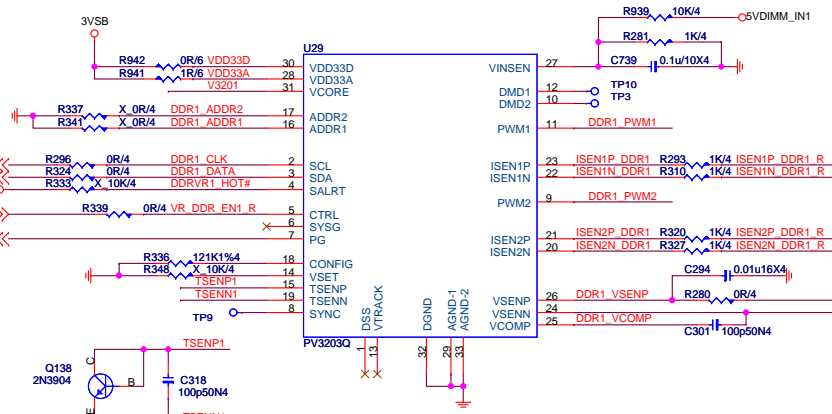 3VSB
R939 10K/4 5VDIMM_IN1
R281 1K/4
C739 0.1u/10X4
U29
R942 0R/6 VDD33D 30 VDD33D
R941 1R/6 VDD33A 28 VDD33A
V3201 31 VCORE
VINSEN 27
DMD1 12 TP10
DMD2 10 TP3
R337 X_0R/4 DDR1_ADDR2 17 ADDR2
R341 X_0R/4 DDR1_ADDR1 16 ADDR1
PWM1 11 DDR1_PWM1
R296 0R/4 DDR1_CLK 2 SCL
R324 0R/4 DDR1_DATA 3 SDA
R333 X_10K/4 DDRVR1_HOT# 4 SALRT
ISEN1P 23 ISEN1P_DDR1 R293 1K/4 ISEN1P_DDR1_R
ISEN1N 22 ISEN1N_DDR1 R310 1K/4 ISEN1N_DDR1_R
R339 0R/4 VR_DDR_EN1_R 5 CTRL
6 SYSG
7 PG
PWM2 9 DDR1_PWM2
ISEN2P 21 ISEN2P_DDR1 R320 1K/4 ISEN2P_DDR1_R
ISEN2N 20 ISEN2N_DDR1 R327 1K/4 ISEN2N_DDR1_R
R336 121K1%4 18 CONFIG
R348 X_10K/4 14 VSET
TSENP1 15 TSENP
TSENN1 19 TSENN
TP9 8 SYNC
C294 0.01u16X4
VSENP 26 DDR1_VSENP R280 0R/4
VSENN 24
VCOMP 25 DDR1_VCOMP C301 100p50N4
DSS VTRACK DGND AGND-1 AGND-2
PV3203Q
1 13 32 29 33
TSENP1
Q138
2N3904
C
B
E
C318
100p50N4